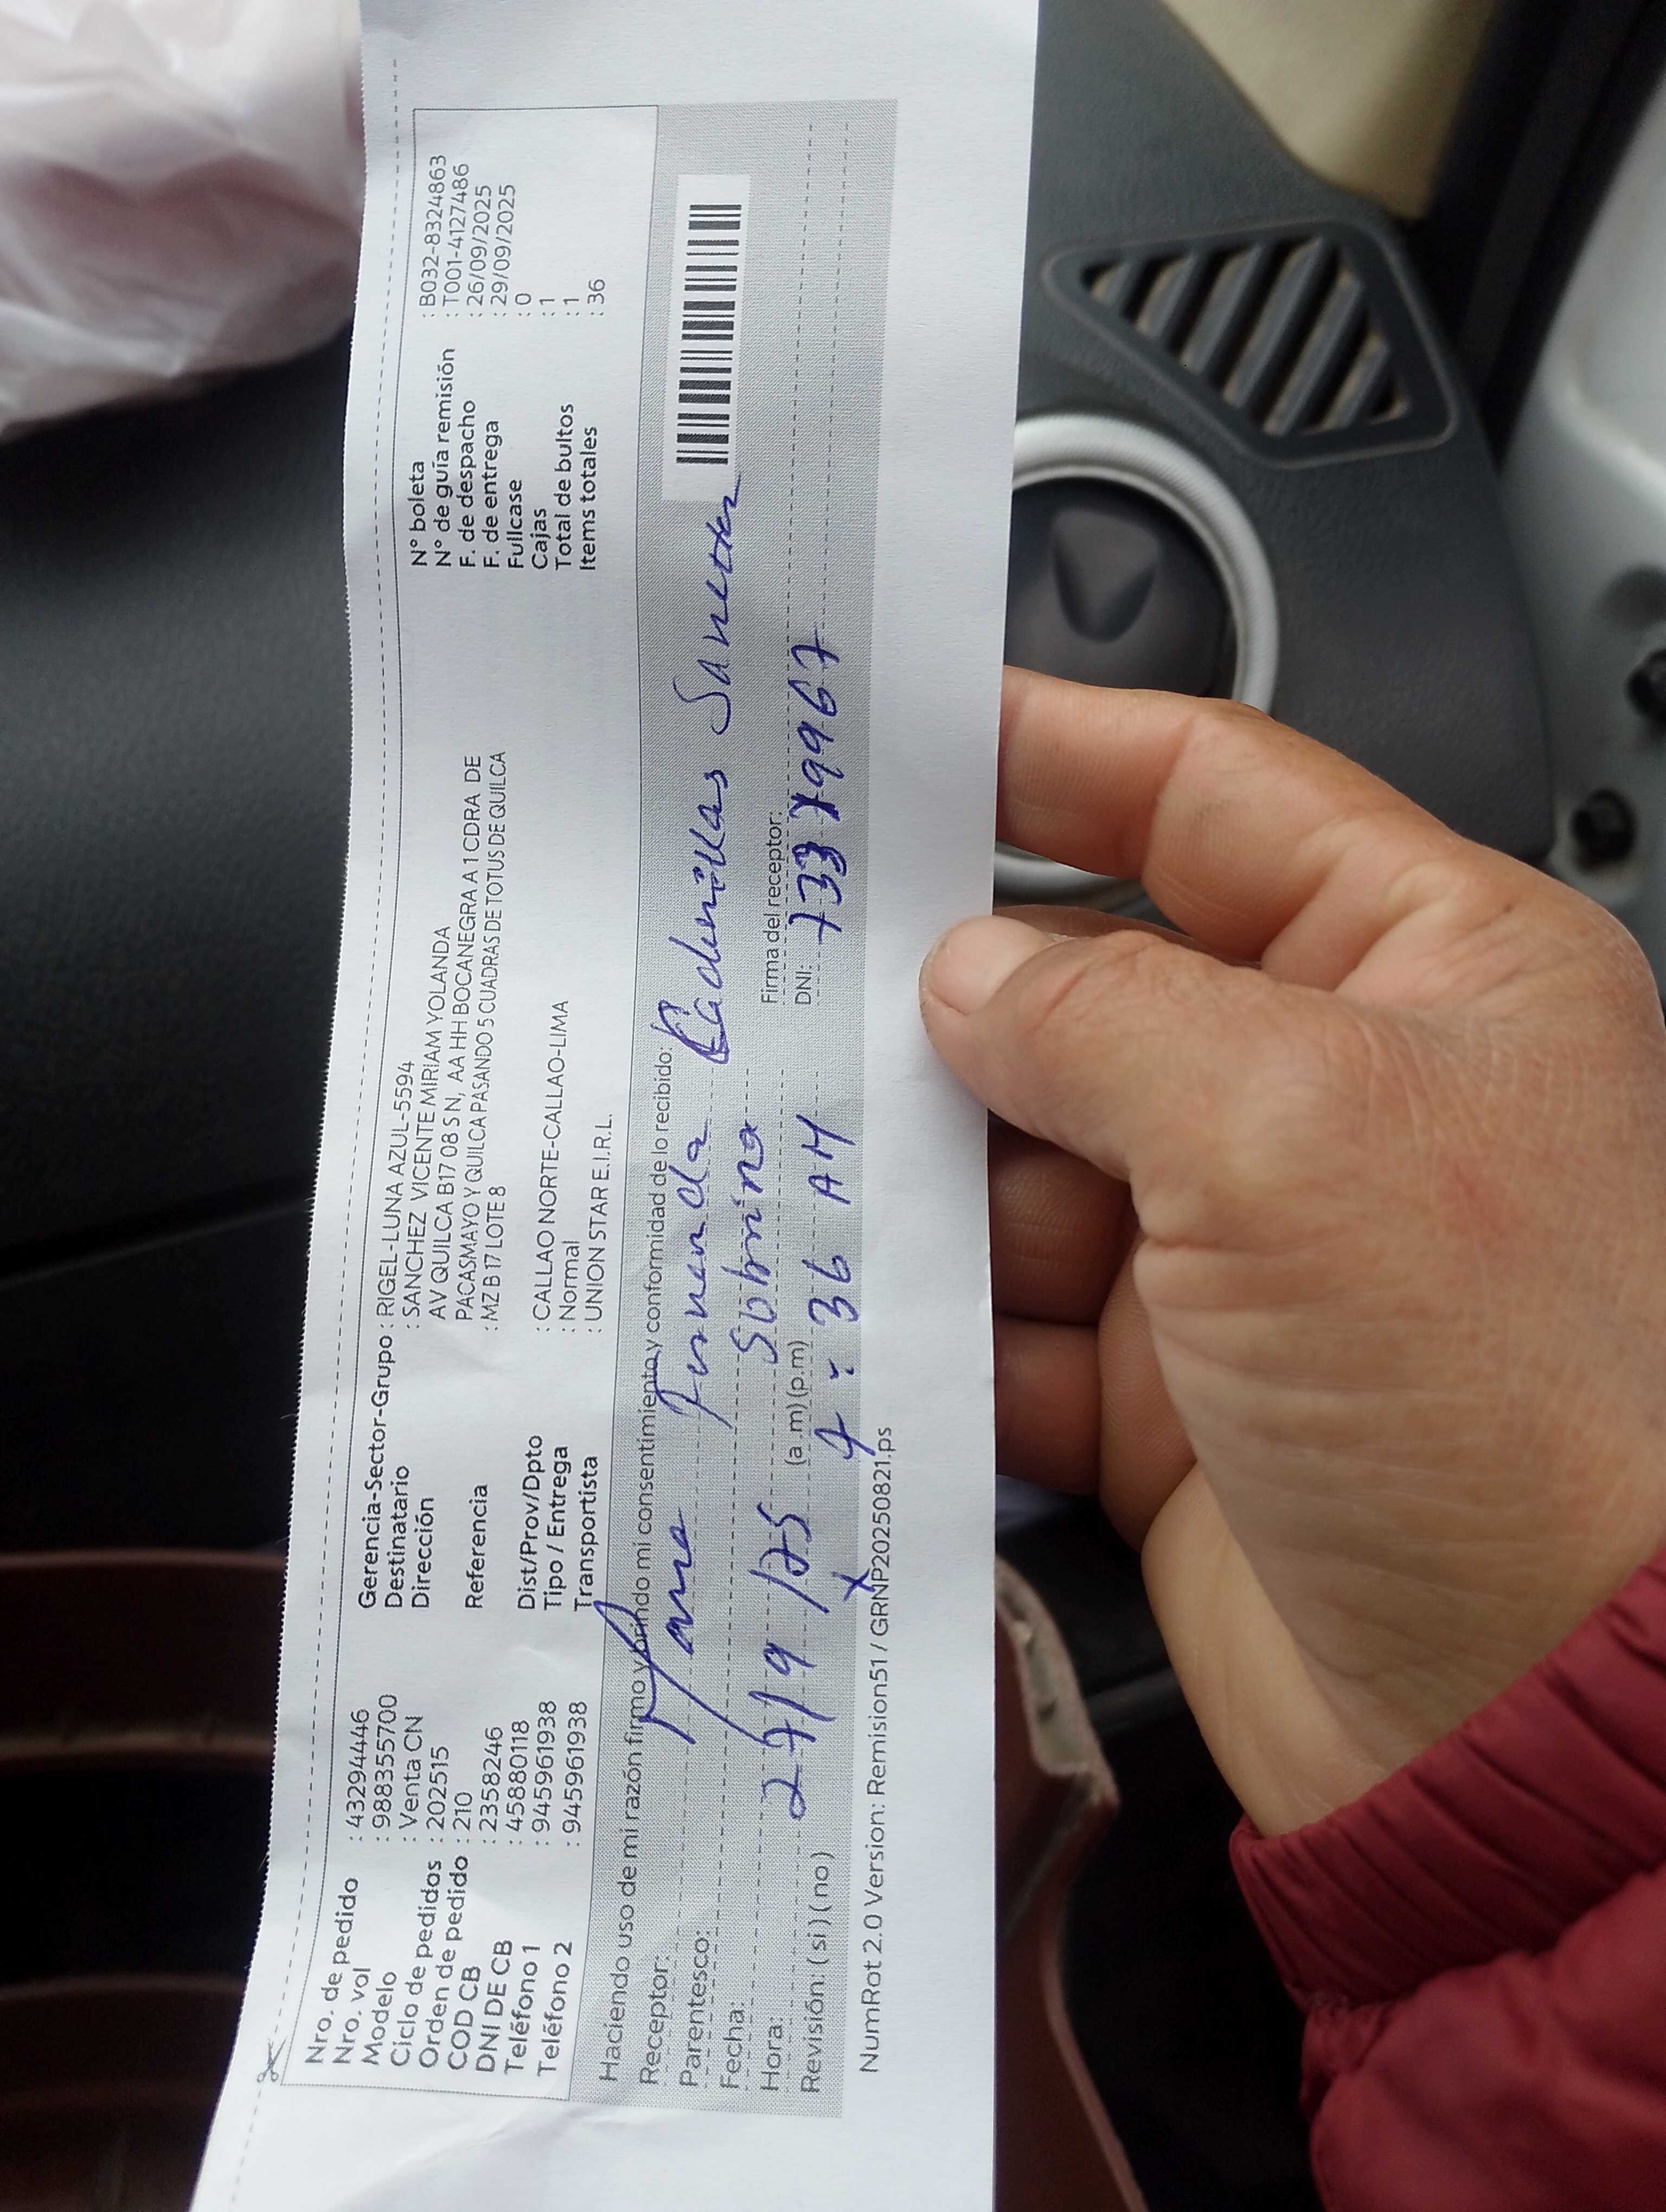 Nro. de pedido : 43294446
Nro. vol : 988355700
Modelo : Venta CN
Ciclo de pedidos : 202515
Orden de pedido : 210
COD CB : 2358246
DNI DE CB : 45880118
Teléfono 1 : 945961938
Teléfono 2 : 945961938
Gerencia-Sector-Grupo : RIGEL-LUNA AZUL-5594
Destinatario : SANCHEZ VICENTE MIRIAM YOLANDA
Dirección AV QUILCA B17 08 S N, AA HH BOCANEGRA A 1 CDRA DE
PACASMAYO Y QUILCA PASANDO 5 CUADRAS DE TOTUS DE QUILCA
Referencia : MZ B 17 LOTE 8
Dist/Prov/Dpto : CALLAO NORTE-CALLAO-LIMA
Tipo / Entrega : Normal
Transportista : UNION STAR E.I.R.L.
N° boleta : B032-8324863
N° de guía remisión : T001-4127486
F. de despacho : 26/09/2025
F. de entrega : 29/09/2025
Fullcase : 0
Cajas : 1
Total de bultos : 1
Items totales : 36
Haciendo uso de mi razón firmo y brindo mi consentimiento y conformidad de lo recibido:
Receptor:
Parentesco: Sobrina
Fecha: 27/9/25
Hora: (a.m) (p.m) : 36 AM
Revisión: ( si ) ( no )
Firma del receptor:
DNI:
NumRot 2.0 Version: Remision51 / GRNP20250821.ps